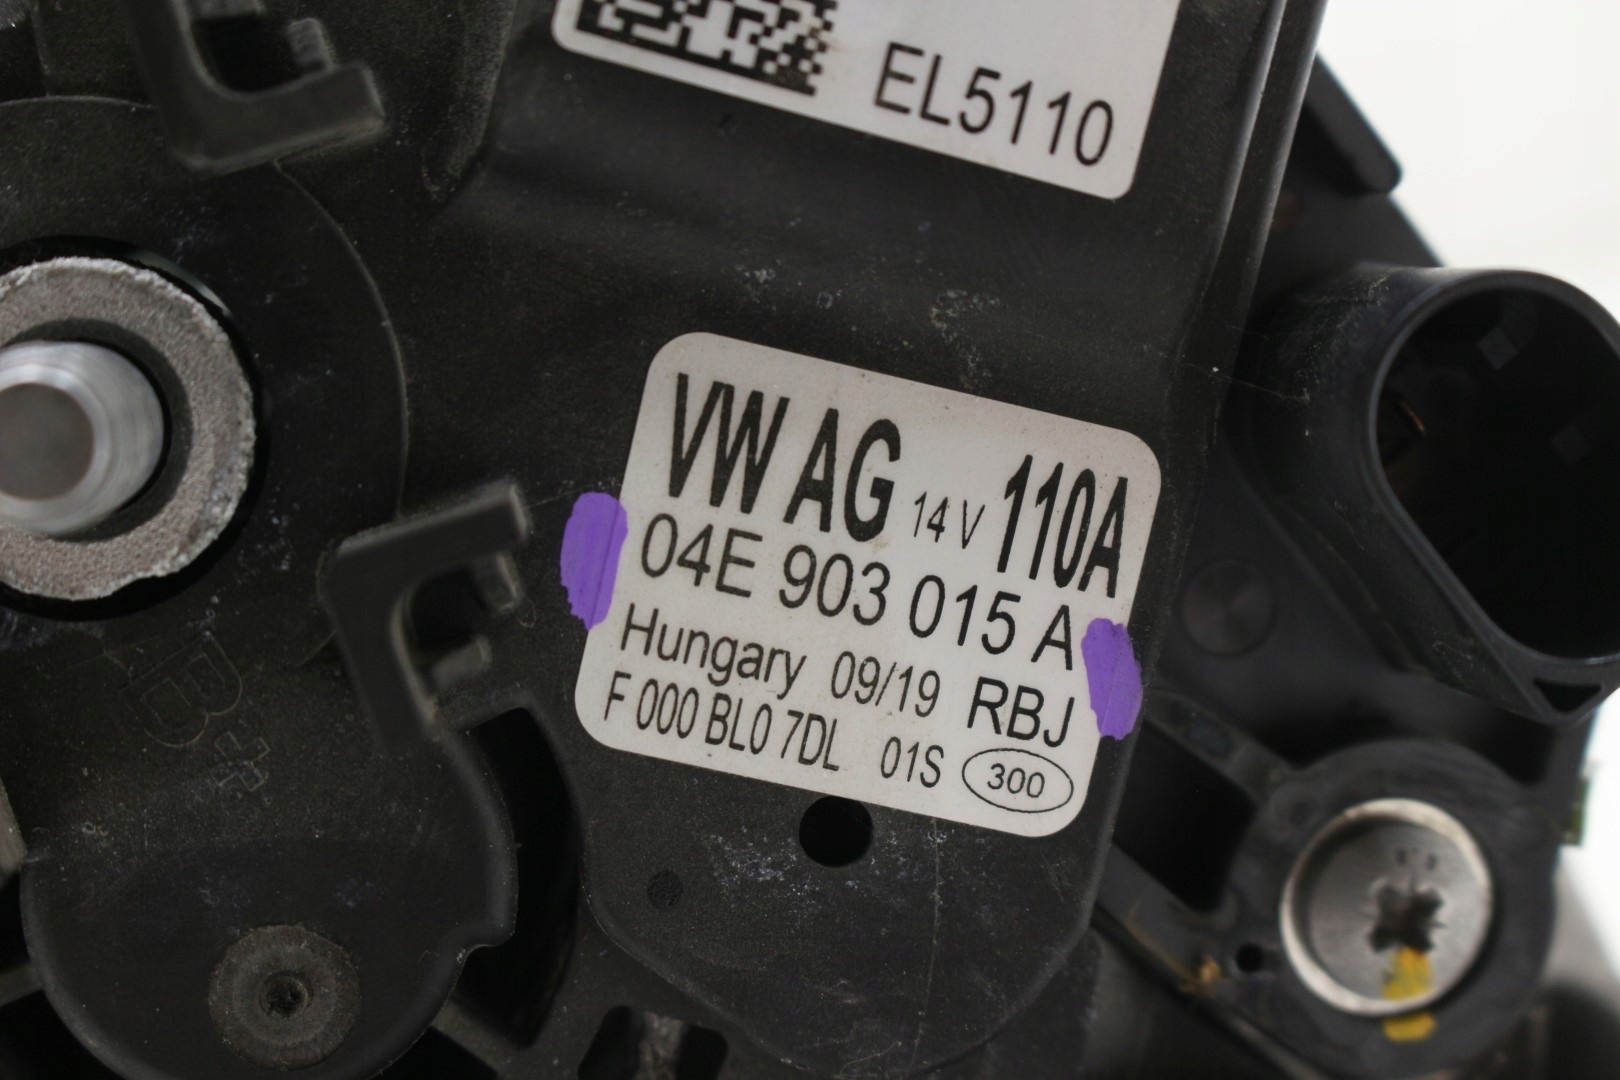 EL5110
VW AG 14 V 110A
04E 903 015 A
Hungary 09/19 RBJ
F 000 BL0 7DL 01S 300
B+